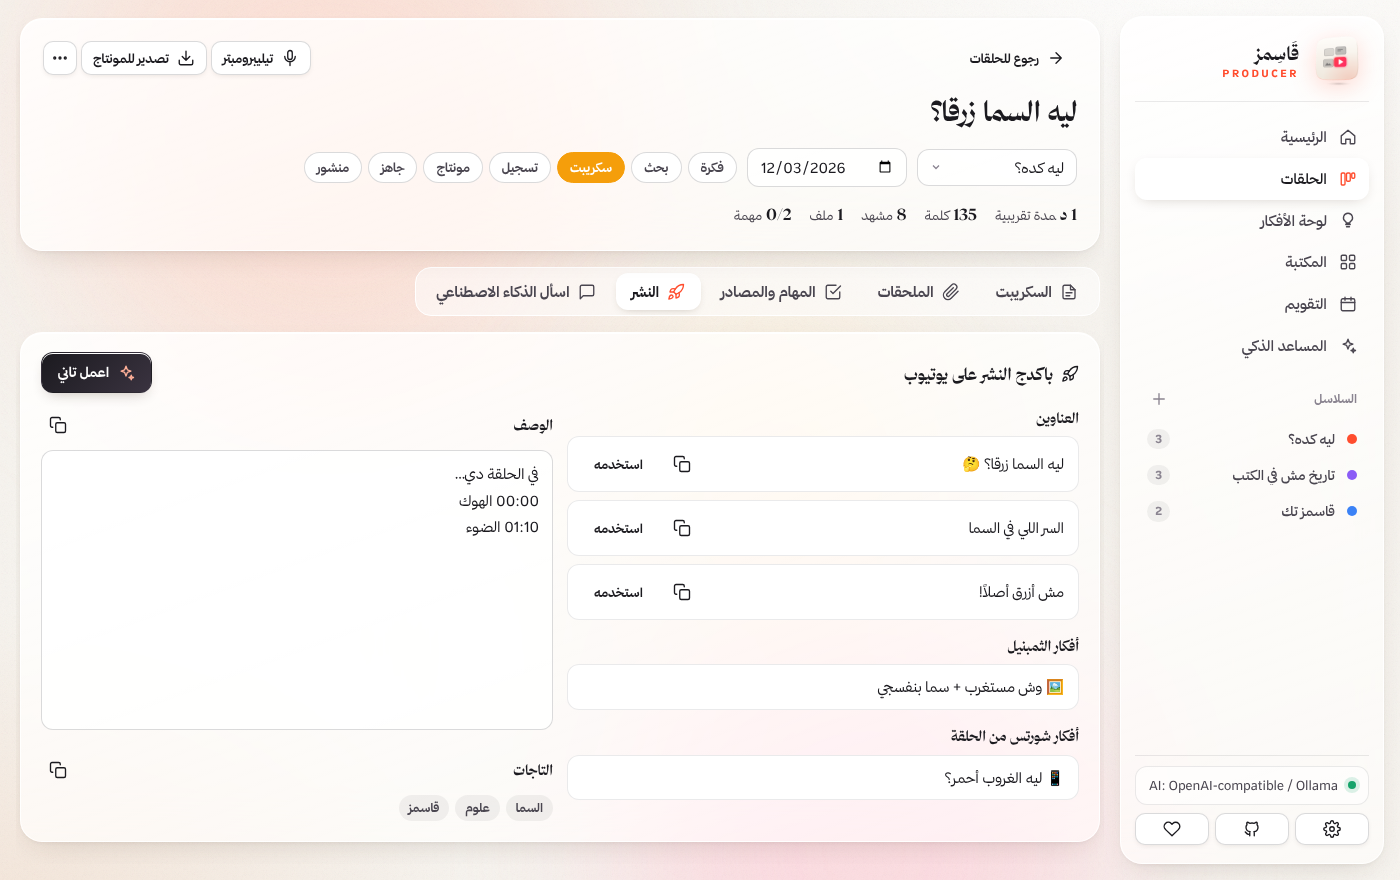 قَاسِمز
PRODUCER
الرئيسية
الحلقات
لوحة الأفكار
المكتبة
التقويم
المساعد الذكي
السلاسل
ليه كده؟ 3
تاريخ مش في الكتب 3
قاسمز تك 2
AI: OpenAI-compatible / Ollama
رجوع للحلقات
تيليبرومبتر
تصدير للمونتاج
ليه السما زرقا؟
ليه كده؟
12/03/2026
فكرة
بحث
سكريبت
تسجيل
مونتاج
جاهز
منشور
1 د مدة تقريبية 135 كلمة 8 مشهد 1 ملف 0/2 مهمة
السكريبت
الملحقات
المهام والمصادر
النشر
اسأل الذكاء الاصطناعي
باكدج النشر على يوتيوب
اعمل تاني
العناوين
ليه السما زرقا؟ 🤔
استخدمه
السر اللي في السما
استخدمه
مش أزرق أصلاً!
استخدمه
أفكار الثمبنيل
🖼️ وش مستغرب + سما بنفسجي
أفكار شورتس من الحلقة
📱 ليه الغروب أحمر؟
الوصف
في الحلقة دي...
00:00 الهوك
01:10 الضوء
التاجات
السما
علوم
قاسمز